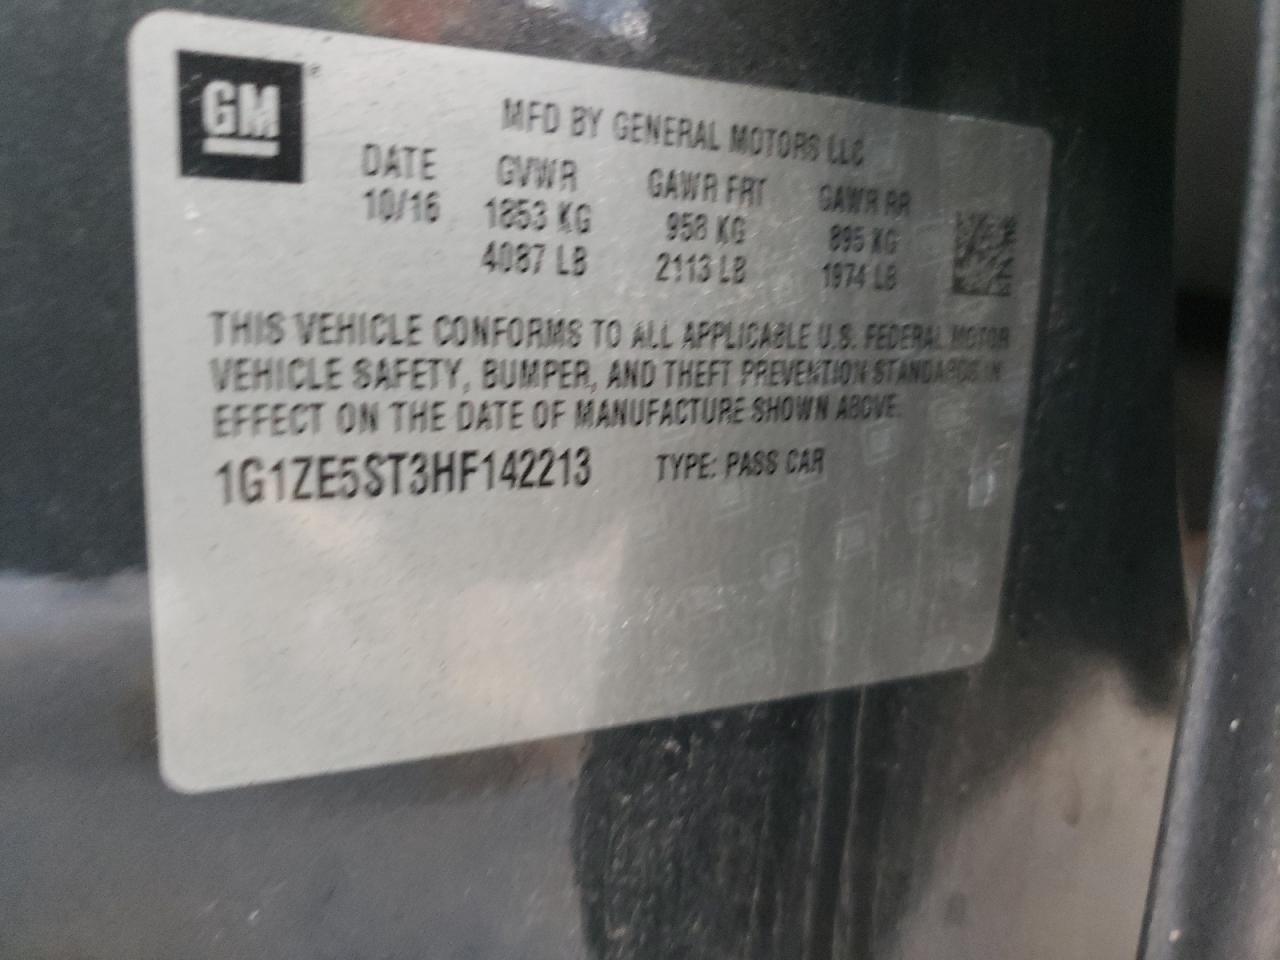 GM
MFD BY GENERAL MOTORS LLC
DATE GVWR GAWR FRT GAWR RR
10/16 1853 KG 958 KG 895 KG
4087 LB 2113 LB 1974 LB
THIS VEHICLE CONFORMS TO ALL APPLICABLE U.S. FEDERAL MOTOR
VEHICLE SAFETY, BUMPER, AND THEFT PREVENTION STANDARDS IN
EFFECT ON THE DATE OF MANUFACTURE SHOWN ABOVE.
1G1ZE5ST3HF142213 TYPE: PASS CAR